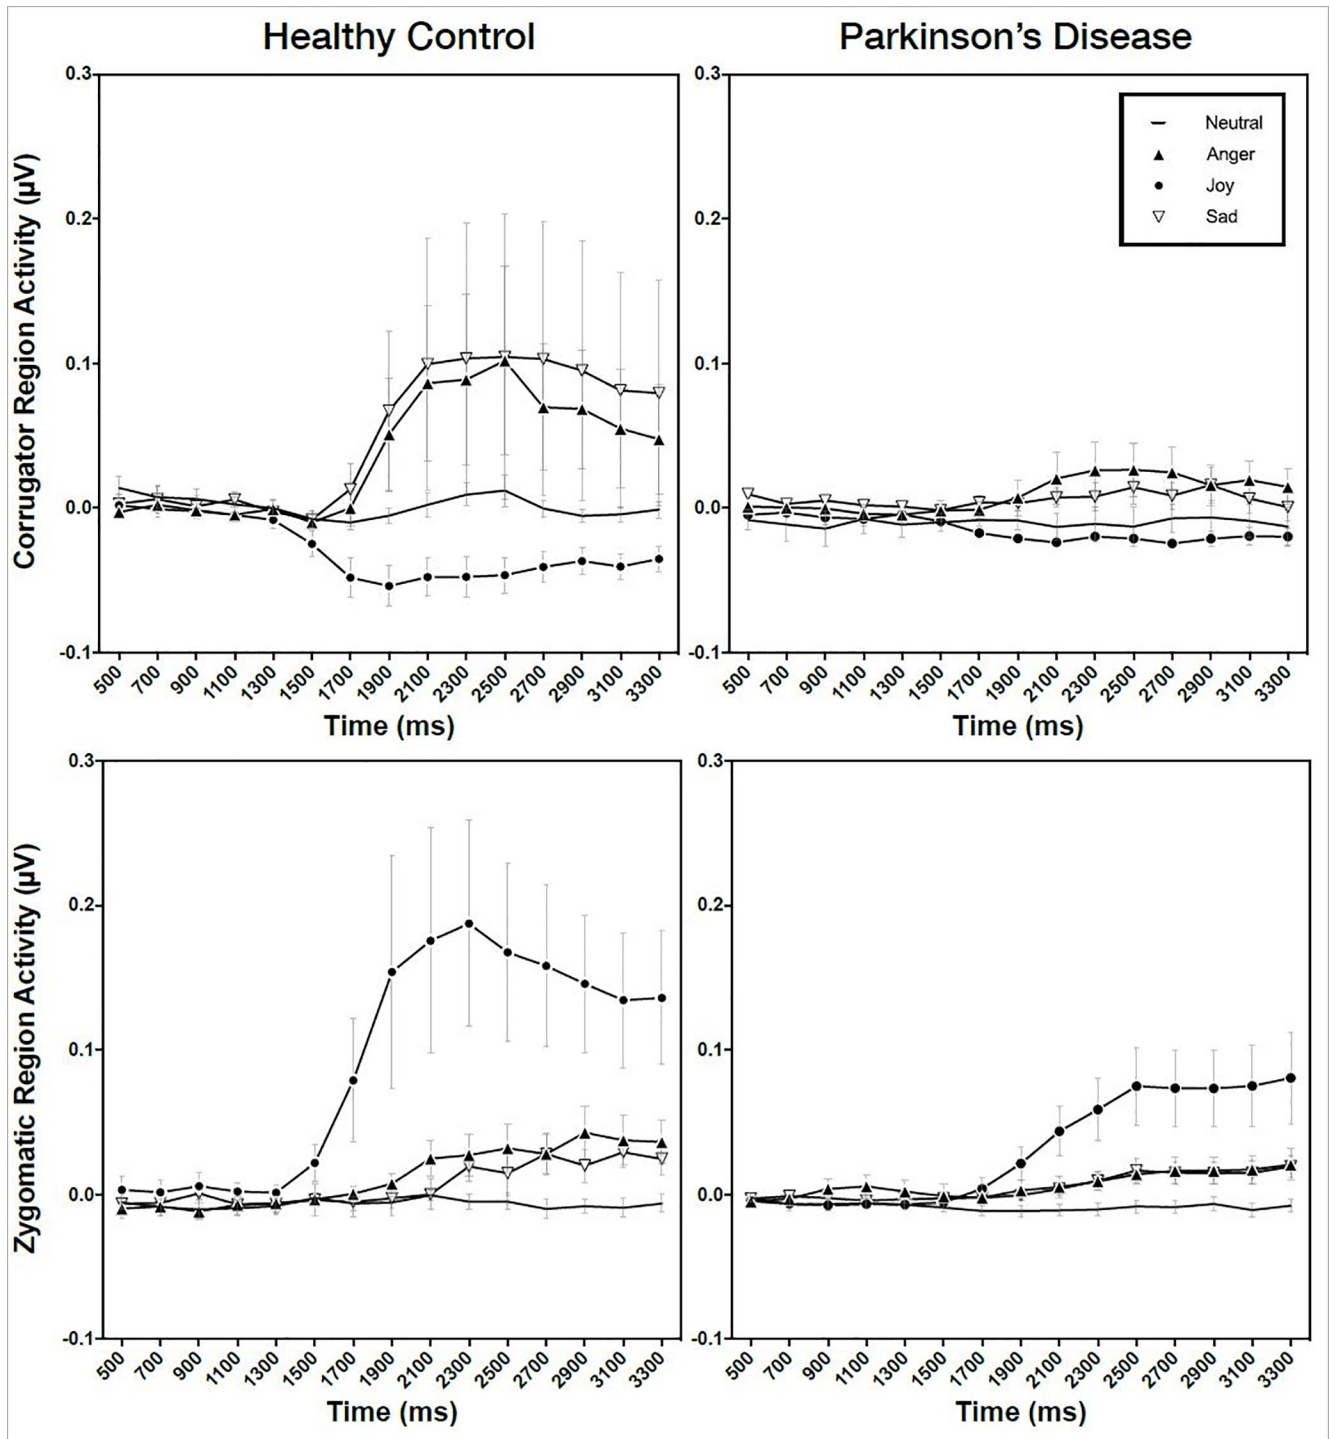 Healthy Control
Parkinson's Disease
Corrugator Region Activity (µV)
0.3
0.2
0.1
0.0
-0.1
500 700 900 1100 1300 1500 1700 1900 2100 2300 2500 2700 2900 3100 3300
Time (ms)
0.3
0.2
0.1
0.0
-0.1
Neutral
Anger
Joy
Sad
500 700 900 1100 1300 1500 1700 1900 2100 2300 2500 2700 2900 3100 3300
Time (ms)
Zygomatic Region Activity (µV)
0.3
0.2
0.1
0.0
-0.1
500 700 900 1100 1300 1500 1700 1900 2100 2300 2500 2700 2900 3100 3300
Time (ms)
0.3
0.2
0.1
0.0
-0.1
500 700 900 1100 1300 1500 1700 1900 2100 2300 2500 2700 2900 3100 3300
Time (ms)